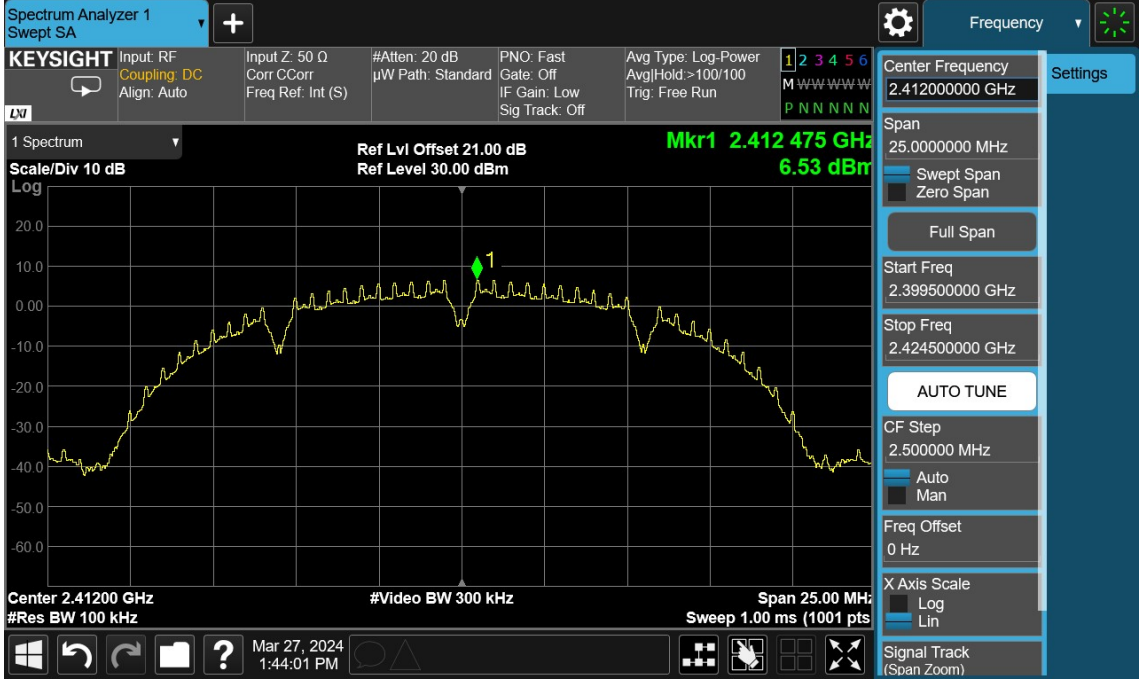 Spectrum Analyzer 1
Swept SA
+
Frequency
KEYSIGHT
LXI
Input: RF
Coupling: DC
Align: Auto
Input Z: 50 Ω
Corr CCorr
Freq Ref: Int (S)
#Atten: 20 dB
µW Path: Standard
PNO: Fast
Gate: Off
IF Gain: Low
Sig Track: Off
Avg Type: Log-Power
Avg|Hold:>100/100
Trig: Free Run
1 2 3 4 5 6
M W W W W W
P N N N N N
1 Spectrum
Scale/Div 10 dB
Log
Ref Lvl Offset 21.00 dB
Ref Level 30.00 dBm
Mkr1 2.412 475 GHz
6.53 dBm
20.0
10.0
0.00
-10.0
-20.0
-30.0
-40.0
-50.0
-60.0
1
Center 2.41200 GHz
#Res BW 100 kHz
#Video BW 300 kHz
Span 25.00 MHz
Sweep 1.00 ms (1001 pts
?
Mar 27, 2024
1:44:01 PM
Center Frequency
2.412000000 GHz
Settings
Span
25.0000000 MHz
Swept Span
Zero Span
Full Span
Start Freq
2.399500000 GHz
Stop Freq
2.424500000 GHz
AUTO TUNE
CF Step
2.500000 MHz
Auto
Man
Freq Offset
0 Hz
X Axis Scale
Log
Lin
Signal Track
(Span Zoom)